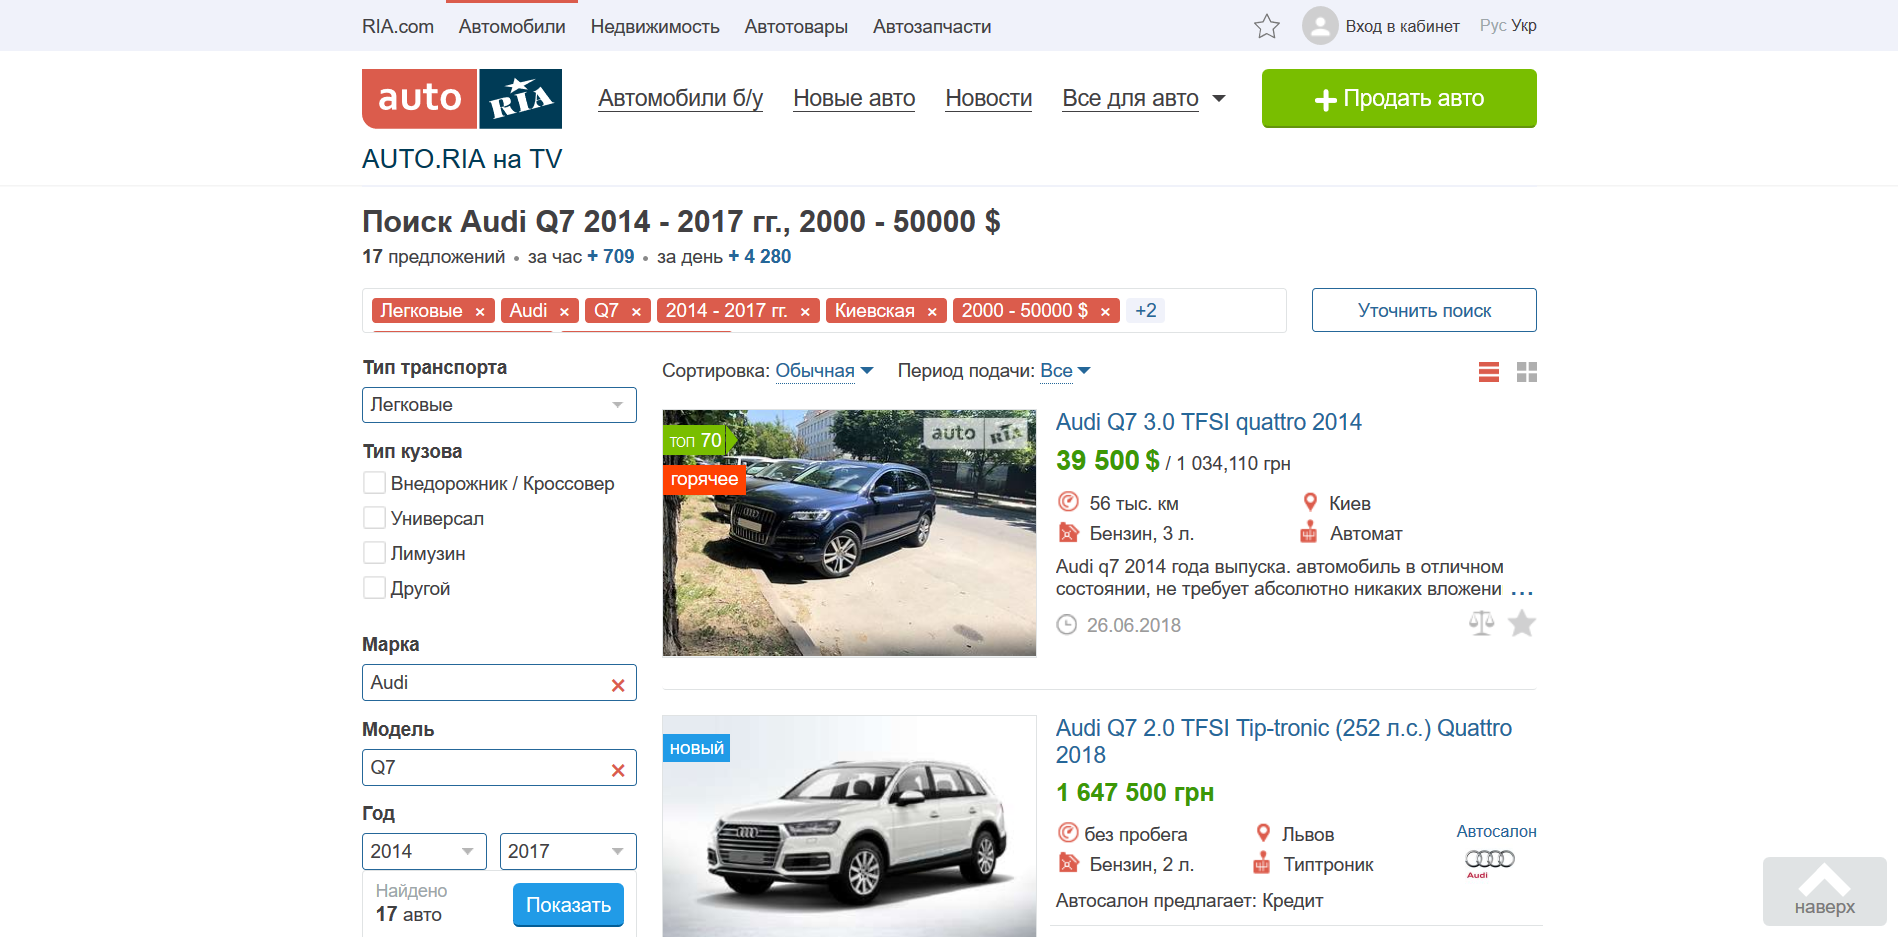 RIA.com Автомобили Недвижимость Автотовары Автозапчасти Вход в кабинет Рус Укр
auto RIA Автомобили б/у Новые авто Новости Все для авто Продать авто
AUTO.RIA на TV
Поиск Audi Q7 2014 - 2017 гг., 2000 - 50000 $
17 предложений • за час + 709 • за день + 4 280
Легковые × Audi × Q7 × 2014 - 2017 гг. × Киевская × 2000 - 50000 $ × +2 Уточнить поиск
Тип транспорта
Легковые
Тип кузова
Внедорожник / Кроссовер
Универсал
Лимузин
Другой
Марка
Audi
Модель
Q7
Год
2014 2017
Найдено
17 авто
Показать
Сортировка: Обычная Период подачи: Все
топ 70
auto RIA
горячее
Audi Q7 3.0 TFSI quattro 2014
39 500 $ / 1 034,110 грн
56 тыс. км Киев
Бензин, 3 л. Автомат
Audi q7 2014 года выпуска. автомобиль в отличном
состоянии, не требует абсолютно никаких вложени ...
26.06.2018
новый
Audi Q7 2.0 TFSI Tip-tronic (252 л.с.) Quattro
2018
1 647 500 грн
без пробега Львов Автосалон
Бензин, 2 л. Типтроник
Audi
Автосалон предлагает: Кредит
наверх